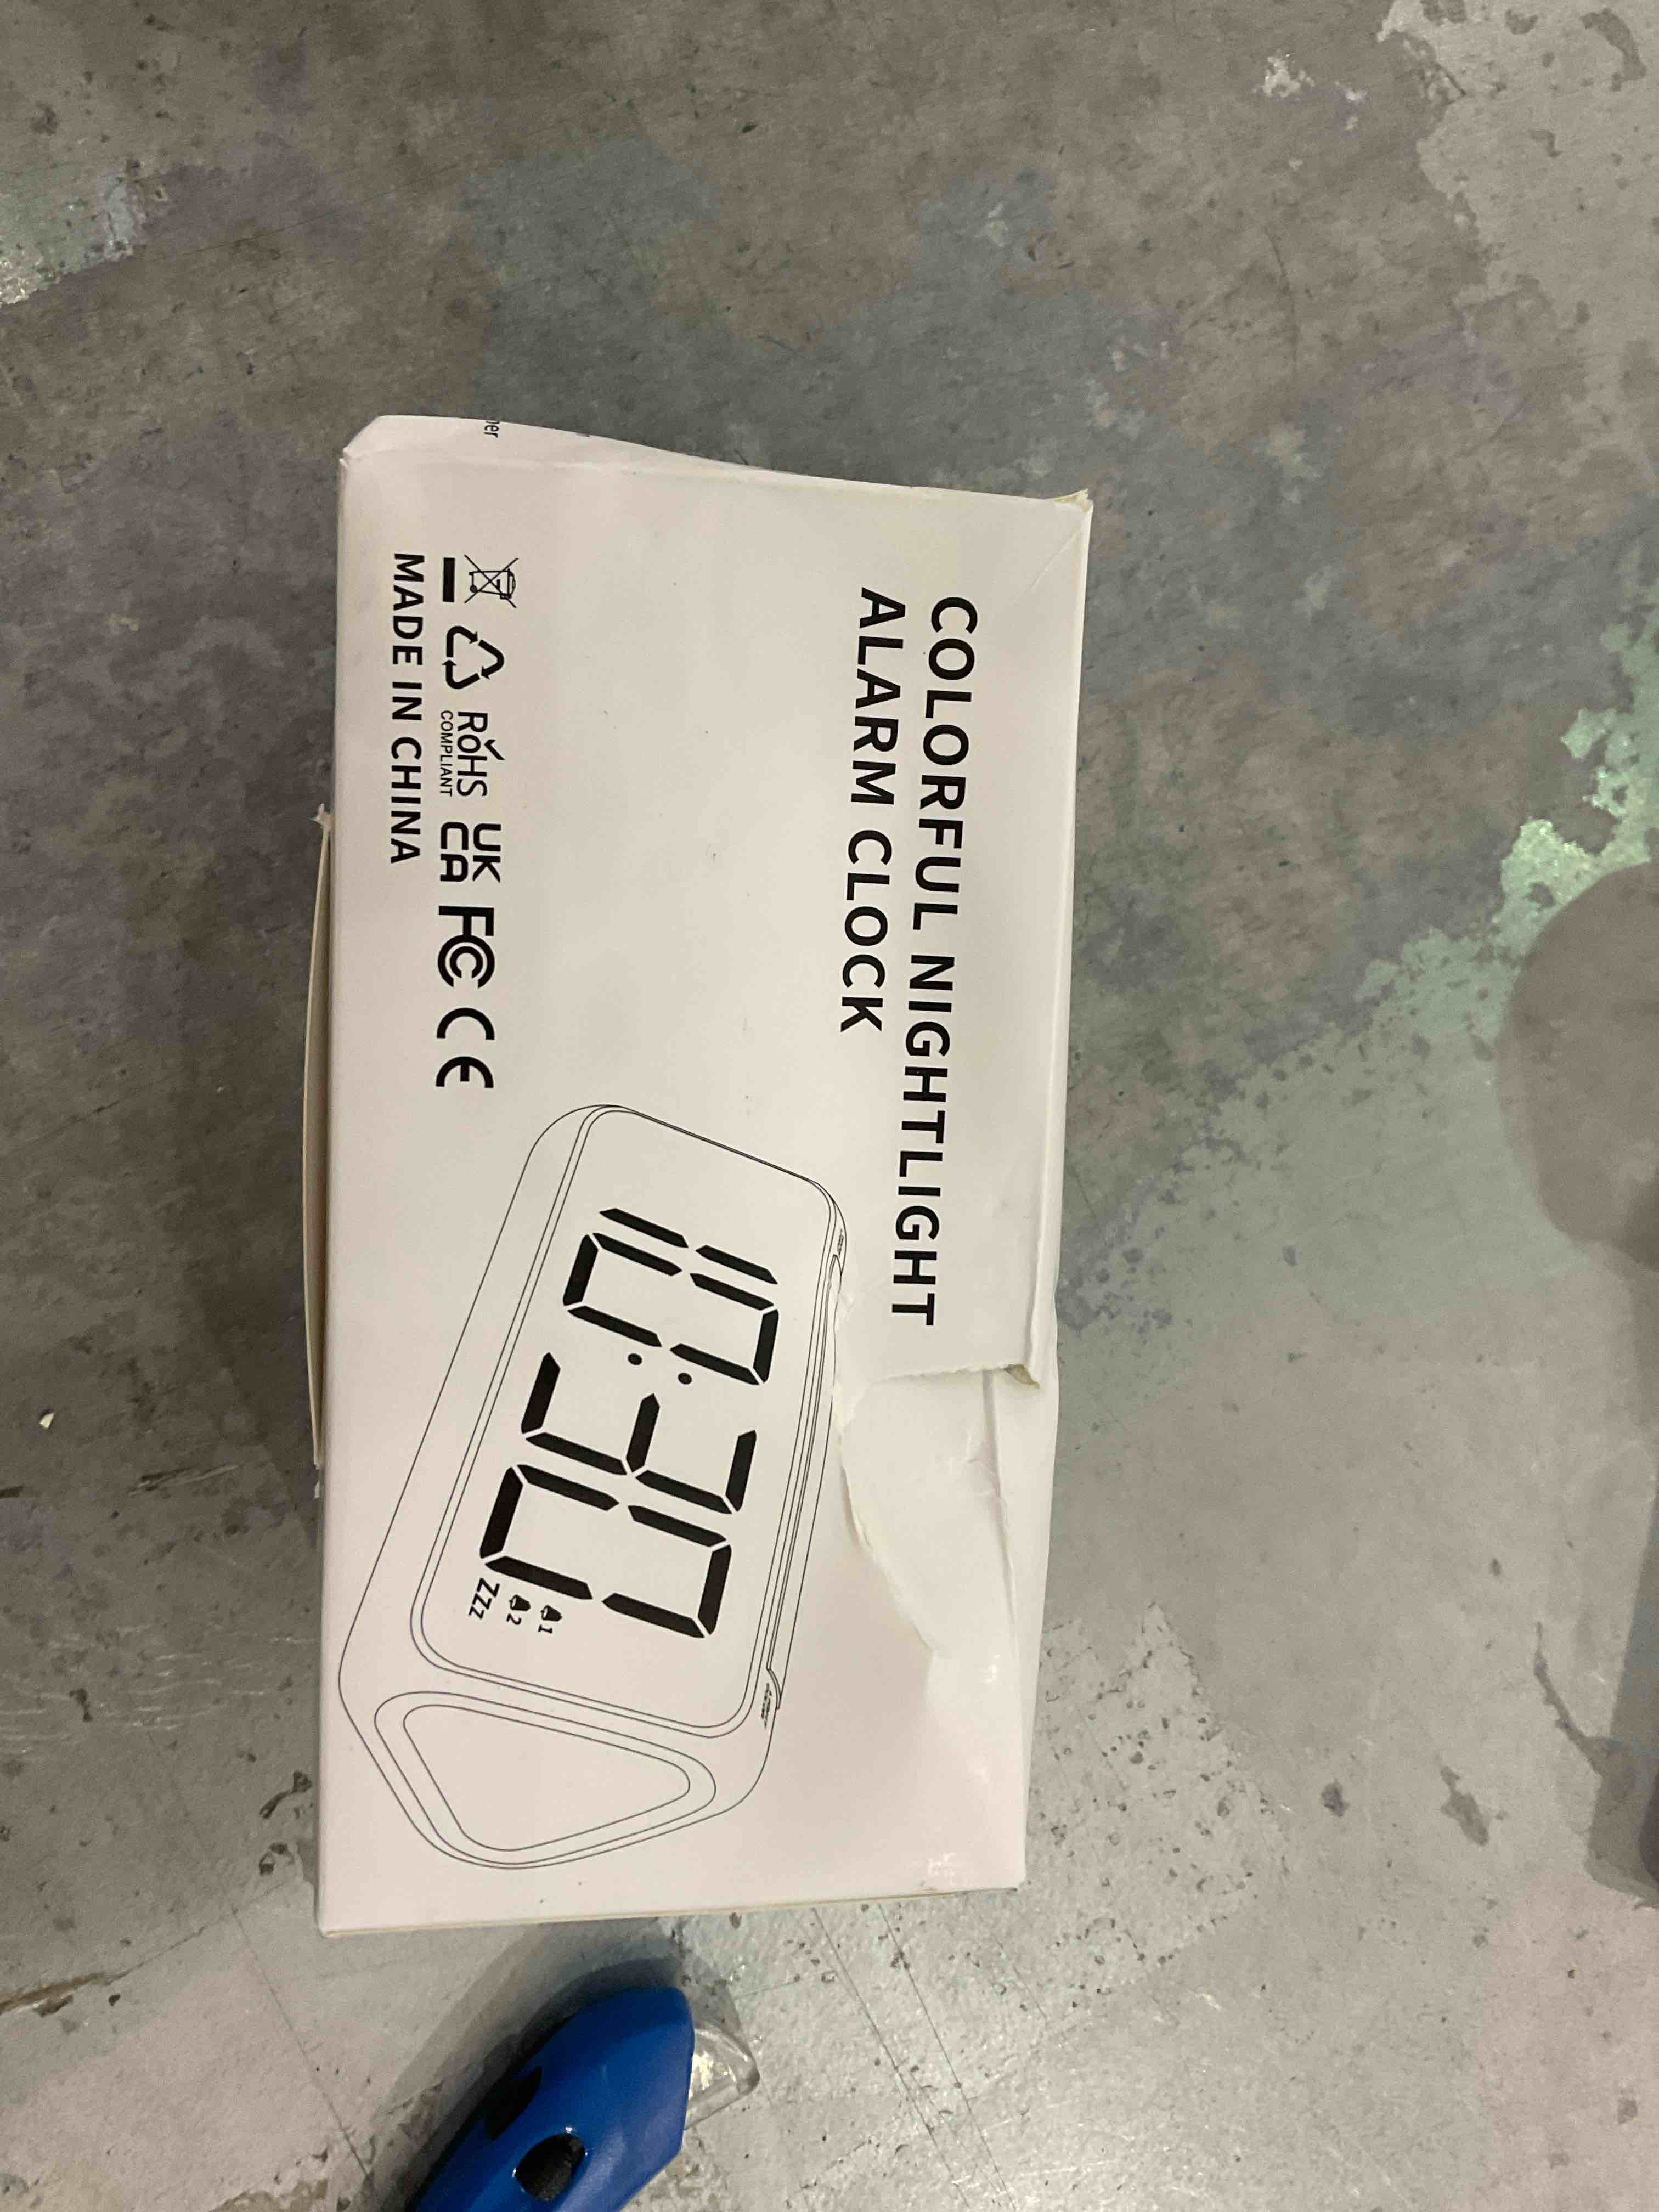 COLORFUL NIGHTLIGHT
ALARM CLOCK
10:30
1
2
Zzz
RoHS
COMPLIANT
UK
CA
FC
CE
MADE IN CHINA